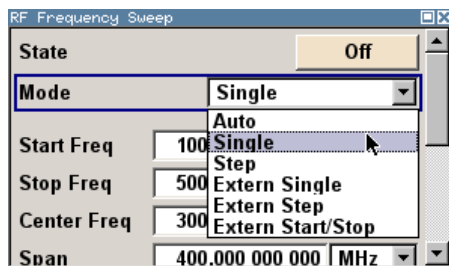 RF Frequency Sweep
State Off
Mode Single
Auto
Start Freq 100 Single
Step
Stop Freq 500 Extern Single
Extern Step
Center Freq 300 Extern Start/Stop
Span 400.000 000 000 MHz